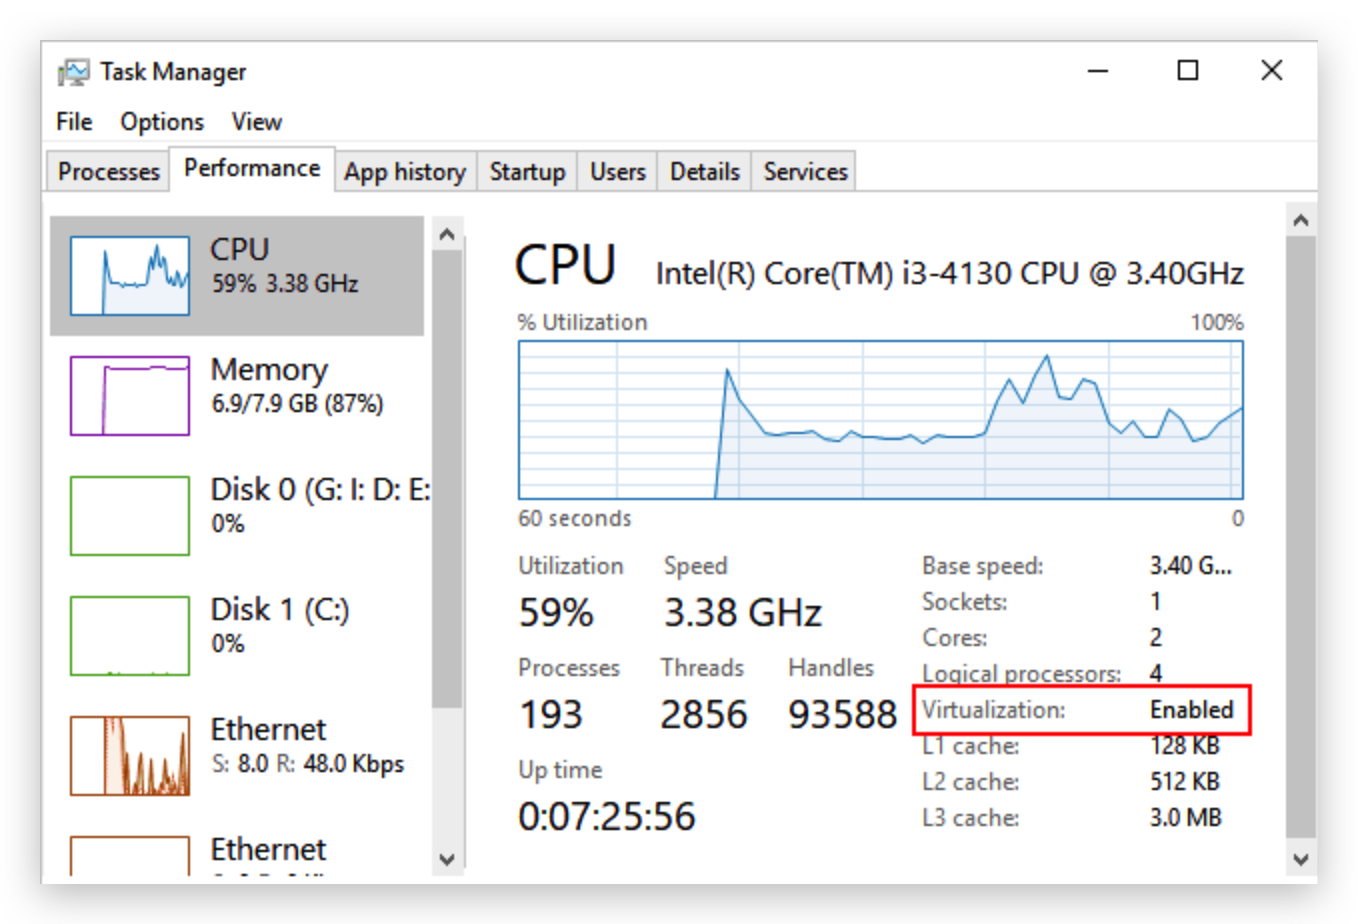 Task Manager
File Options View
Processes Performance App history Startup Users Details Services
CPU
59% 3.38 GHz
Memory
6.9/7.9 GB (87%)
Disk 0 (G: I: D: E:
0%
Disk 1 (C:)
0%
Ethernet
S: 8.0 R: 48.0 Kbps
Ethernet
CPU Intel(R) Core(TM) i3-4130 CPU @ 3.40GHz
% Utilization 100%
60 seconds 0
Utilization Speed
59% 3.38 GHz
Processes Threads Handles
193 2856 93588
Up time
0:07:25:56
Base speed: 3.40 G...
Sockets: 1
Cores: 2
Logical processors: 4
Virtualization: Enabled
L1 cache: 128 KB
L2 cache: 512 KB
L3 cache: 3.0 MB